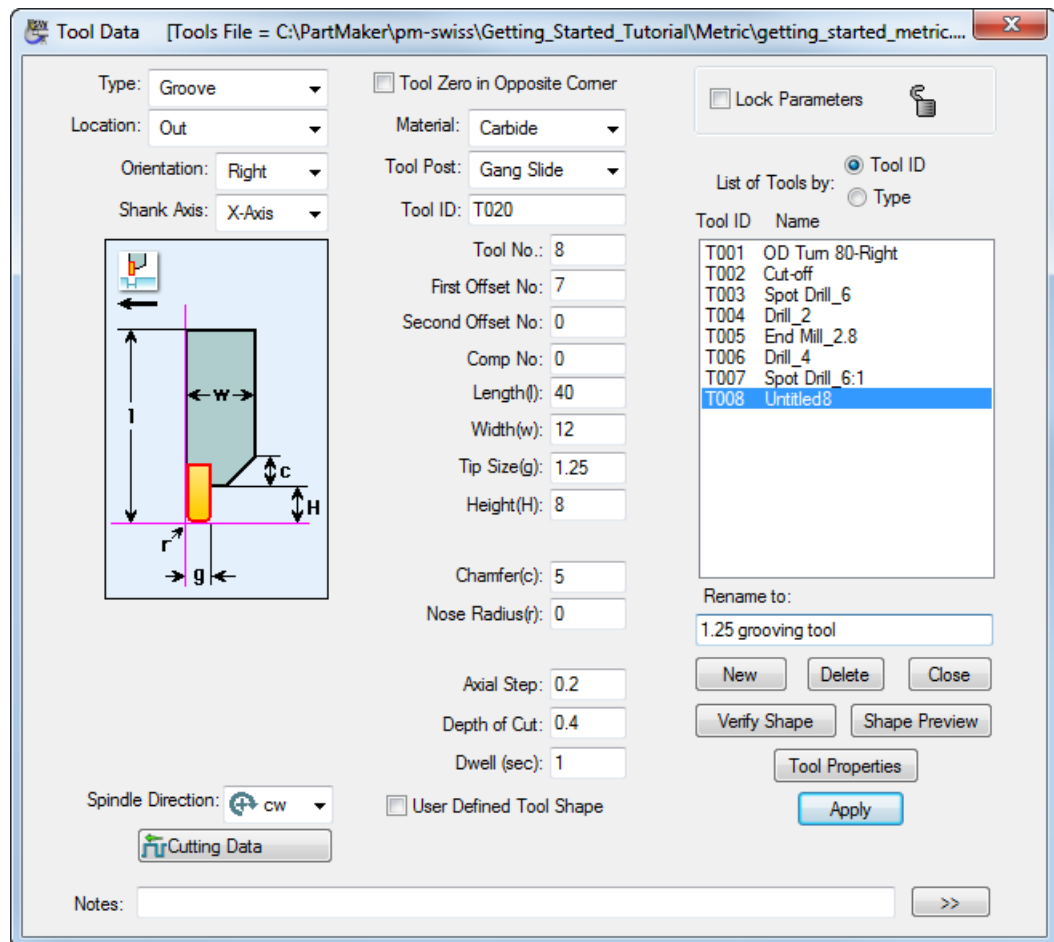 Tool Data [Tools File = C:\PartMaker\pm-swiss\Getting_Started_Tutorial\Metric\getting_started_metric....
Type: Groove
Location: Out
Orientation: Right
Shank Axis: X-Axis
l
w
c
H
r
g
Spindle Direction: cw
Cutting Data
Tool Zero in Opposite Corner
Material: Carbide
Tool Post: Gang Slide
Tool ID: T020
Tool No.: 8
First Offset No: 7
Second Offset No: 0
Comp No: 0
Length(l): 40
Width(w): 12
Tip Size(g): 1.25
Height(H): 8
Chamfer(c): 5
Nose Radius(r): 0
Axial Step: 0.2
Depth of Cut: 0.4
Dwell (sec): 1
User Defined Tool Shape
Lock Parameters
List of Tools by: Tool ID
Type
Tool ID Name
T001 OD Turn 80-Right
T002 Cut-off
T003 Spot Drill_6
T004 Drill_2
T005 End Mill_2.8
T006 Drill_4
T007 Spot Drill_6:1
T008 Untitled8
Rename to:
1.25 grooving tool
New Delete Close
Verify Shape Shape Preview
Tool Properties
Apply
Notes: >>